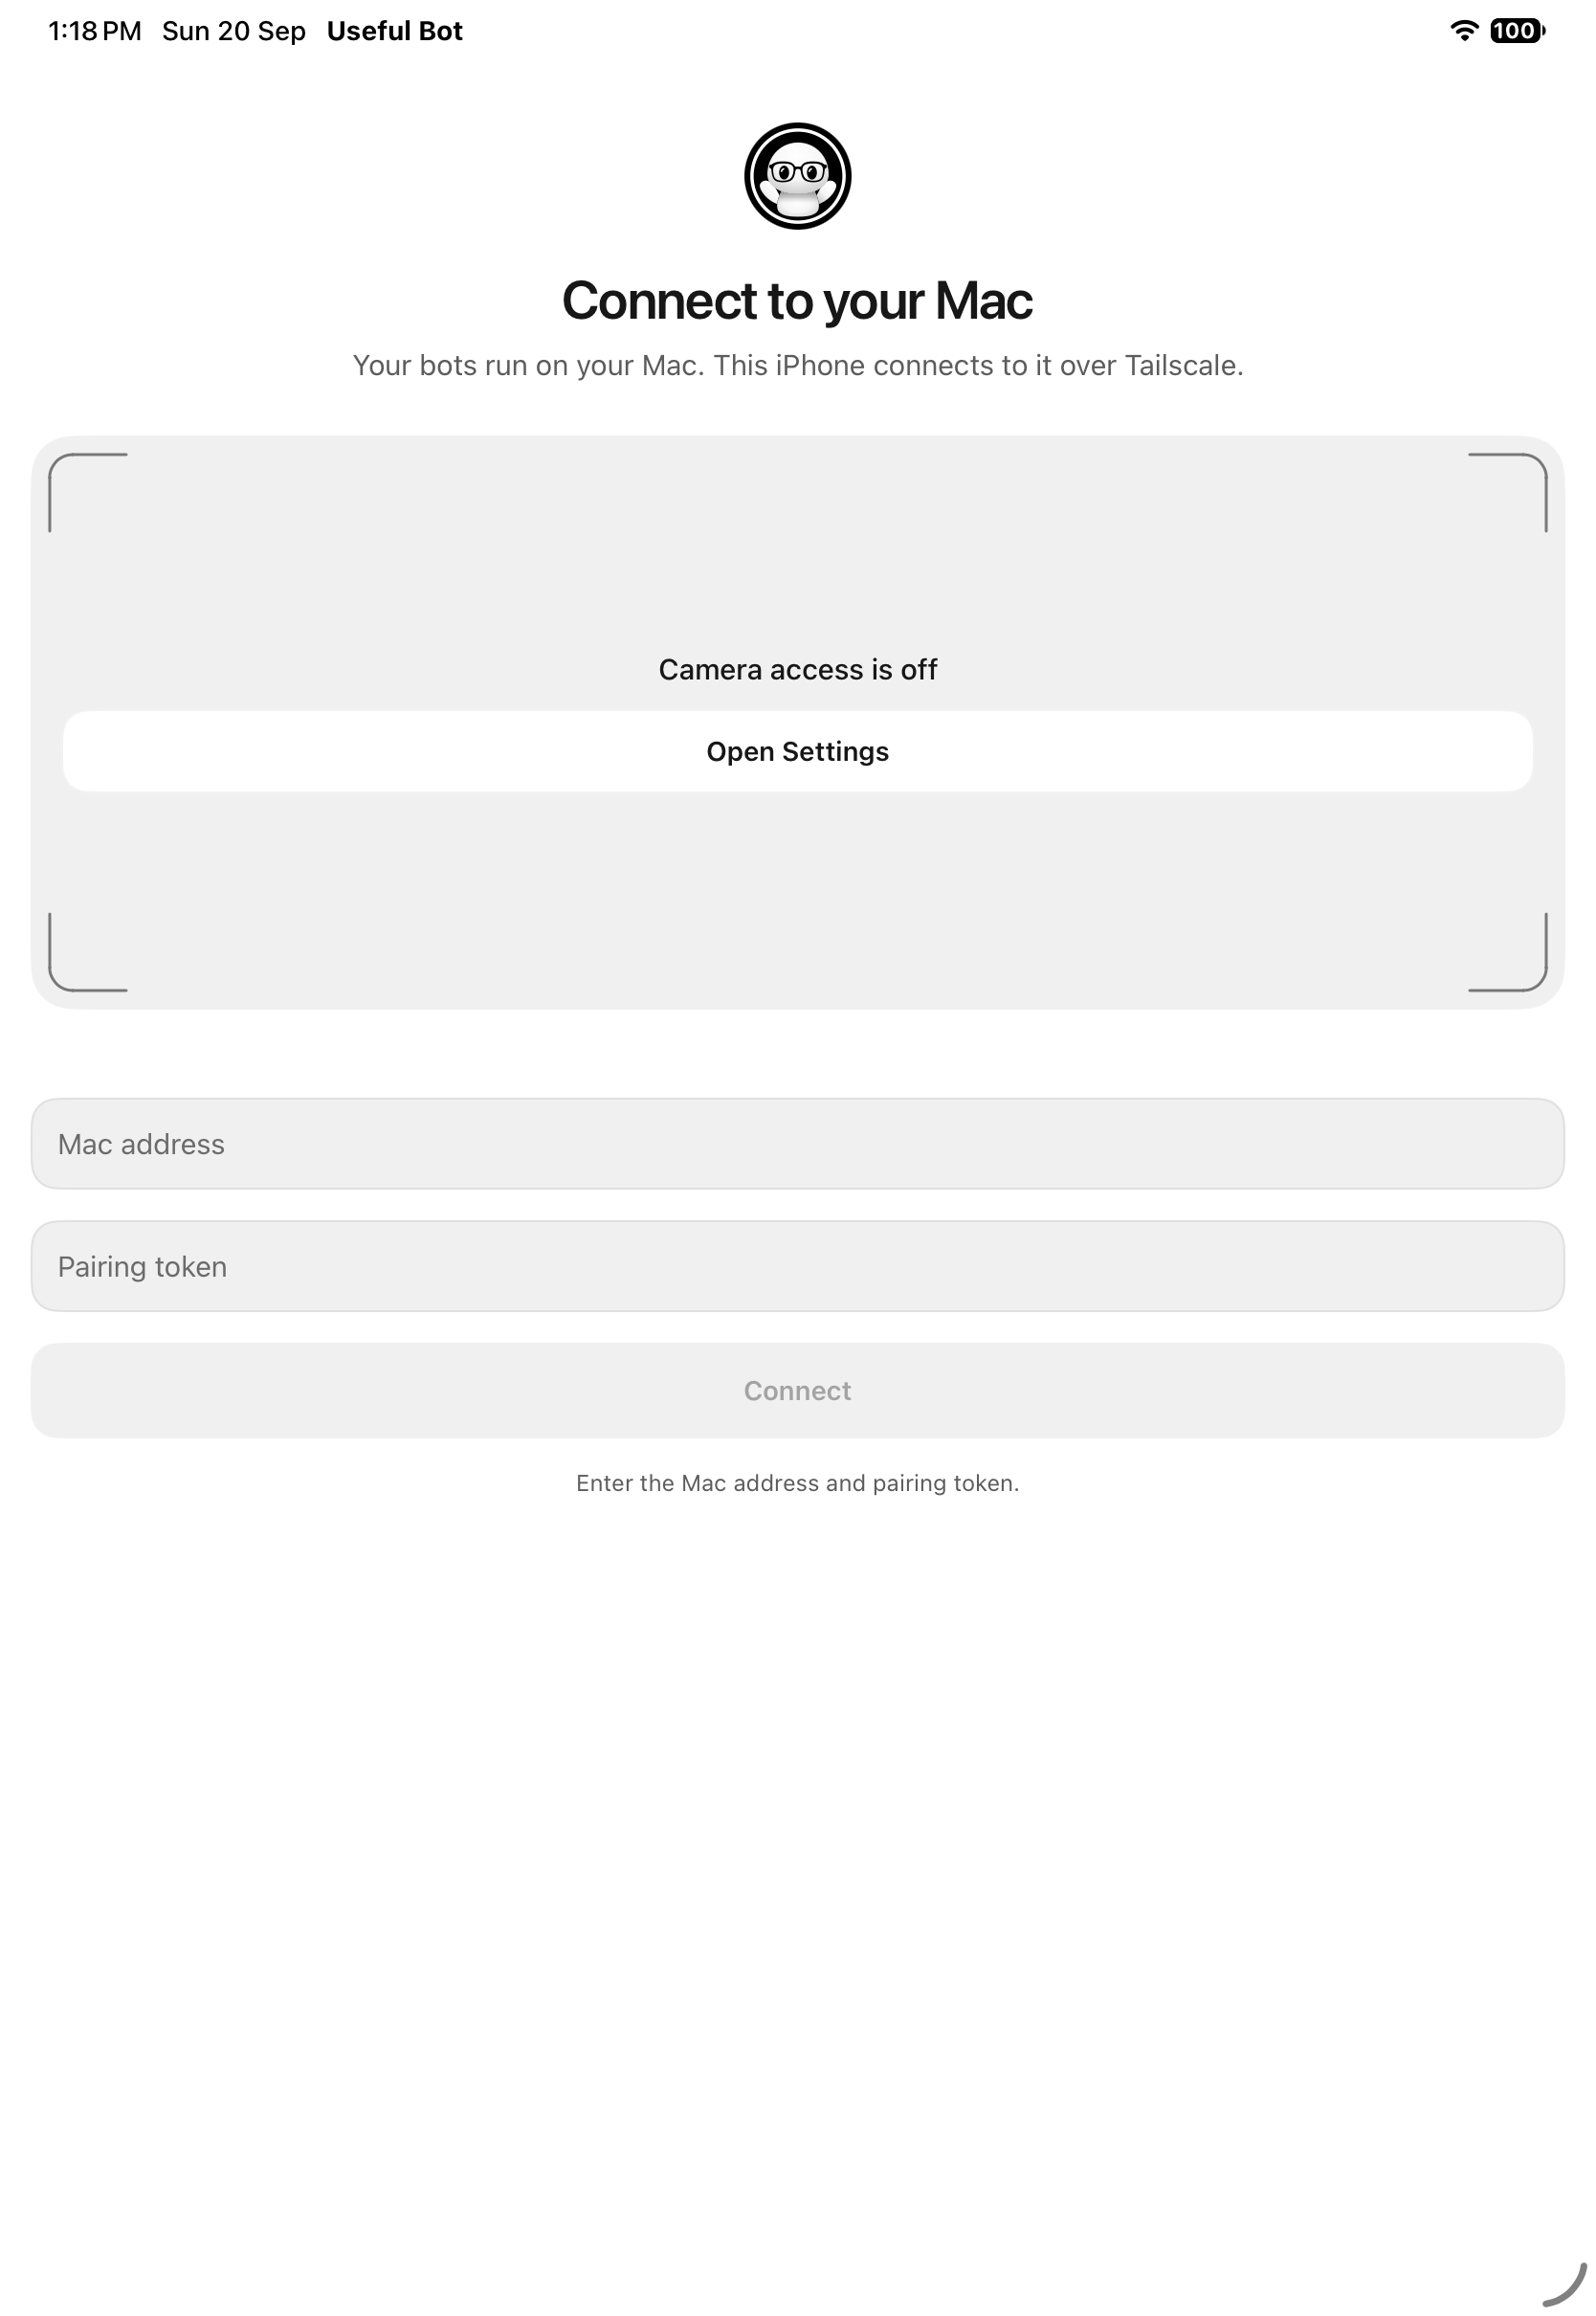 1:18 PM Sun 20 Sep Useful Bot 100
Connect to your Mac
Your bots run on your Mac. This iPhone connects to it over Tailscale.
Camera access is off
Open Settings
Mac address
Pairing token
Connect
Enter the Mac address and pairing token.